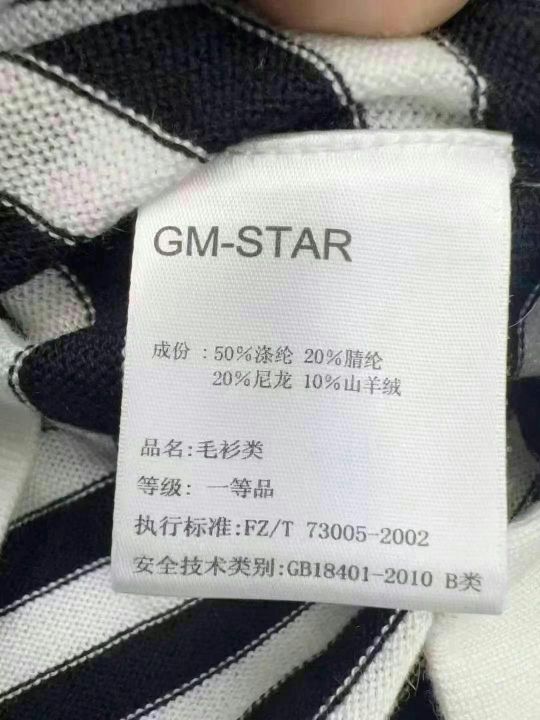 GM-STAR
成份 :50%涤纶 20%腊纶
20%尼龙 10%山羊绒
品名:毛衫类
等级: 一等品
执行标准:FZ/T 73005-2002
安全技术类别:GB18401-2010 B类